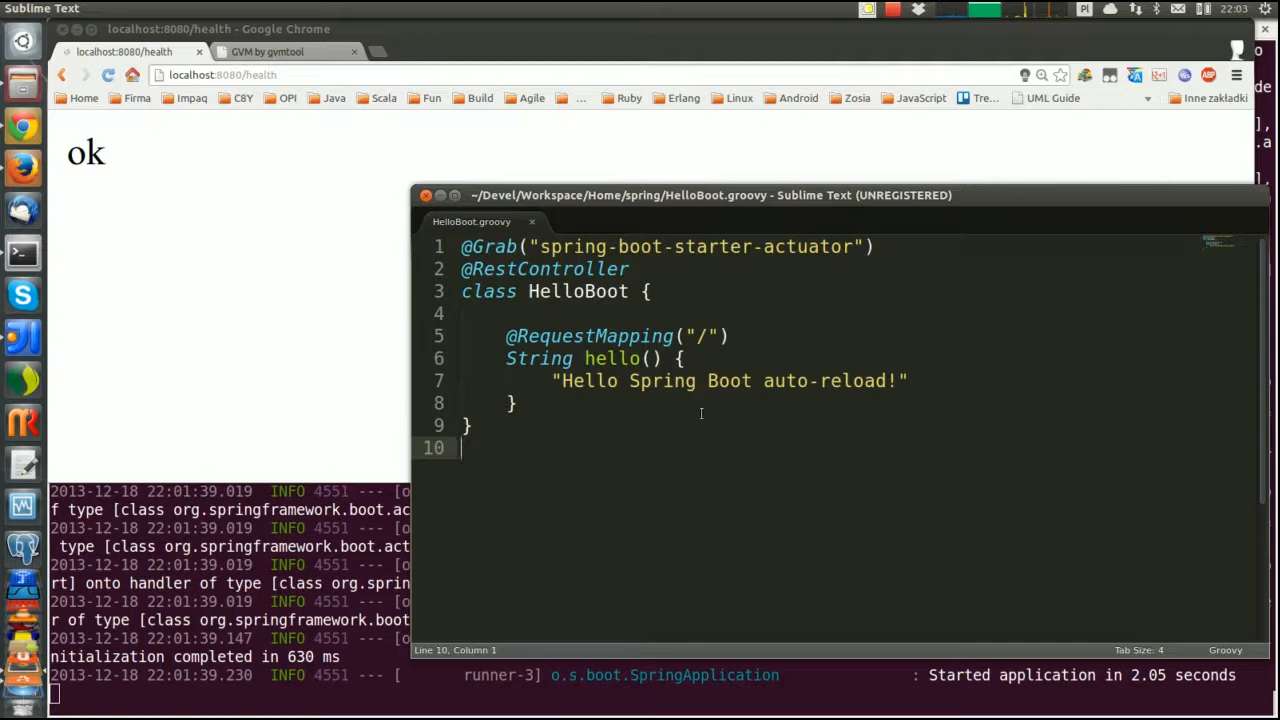 Sublime Text
Pl
22:03
localhost:8080/health - Google Chrome
localhost:8080/health
GVM by gvmtool
localhost:8080/health
ABP
Home
Firma
Impaq
C8Y
OPI
Java
Scala
Fun
Build
Agile
...
Ruby
Erlang
Linux
Android
Zosia
JavaScript
Tre...
UML Guide
Inne zakładki
ok
~/Devel/Workspace/Home/spring/HelloBoot.groovy - Sublime Text (UNREGISTERED)
HelloBoot.groovy
1 @Grab("spring-boot-starter-actuator")
2 @RestController
3 class HelloBoot {
4
5 @RequestMapping("/")
6 String hello() {
7 "Hello Spring Boot auto-reload!"
8 }
9 }
10
Line 10, Column 1
Tab Size: 4
Groovy
2013-12-18 22:01:39.019 INFO 4551 --- [o
f type [class org.springframework.boot.ac
2013-12-18 22:01:39.019 INFO 4551 --- [o
type [class org.springframework.boot.act
2013-12-18 22:01:39.019 INFO 4551 --- [o
rt] onto handler of type [class org.sprin
2013-12-18 22:01:39.019 INFO 4551 --- [o
r of type [class org.springframework.boot
2013-12-18 22:01:39.147 INFO 4551 --- [o
nitialization completed in 630 ms
2013-12-18 22:01:39.230 INFO 4551 --- [ runner-3] o.s.boot.SpringApplication : Started application in 2.05 seconds